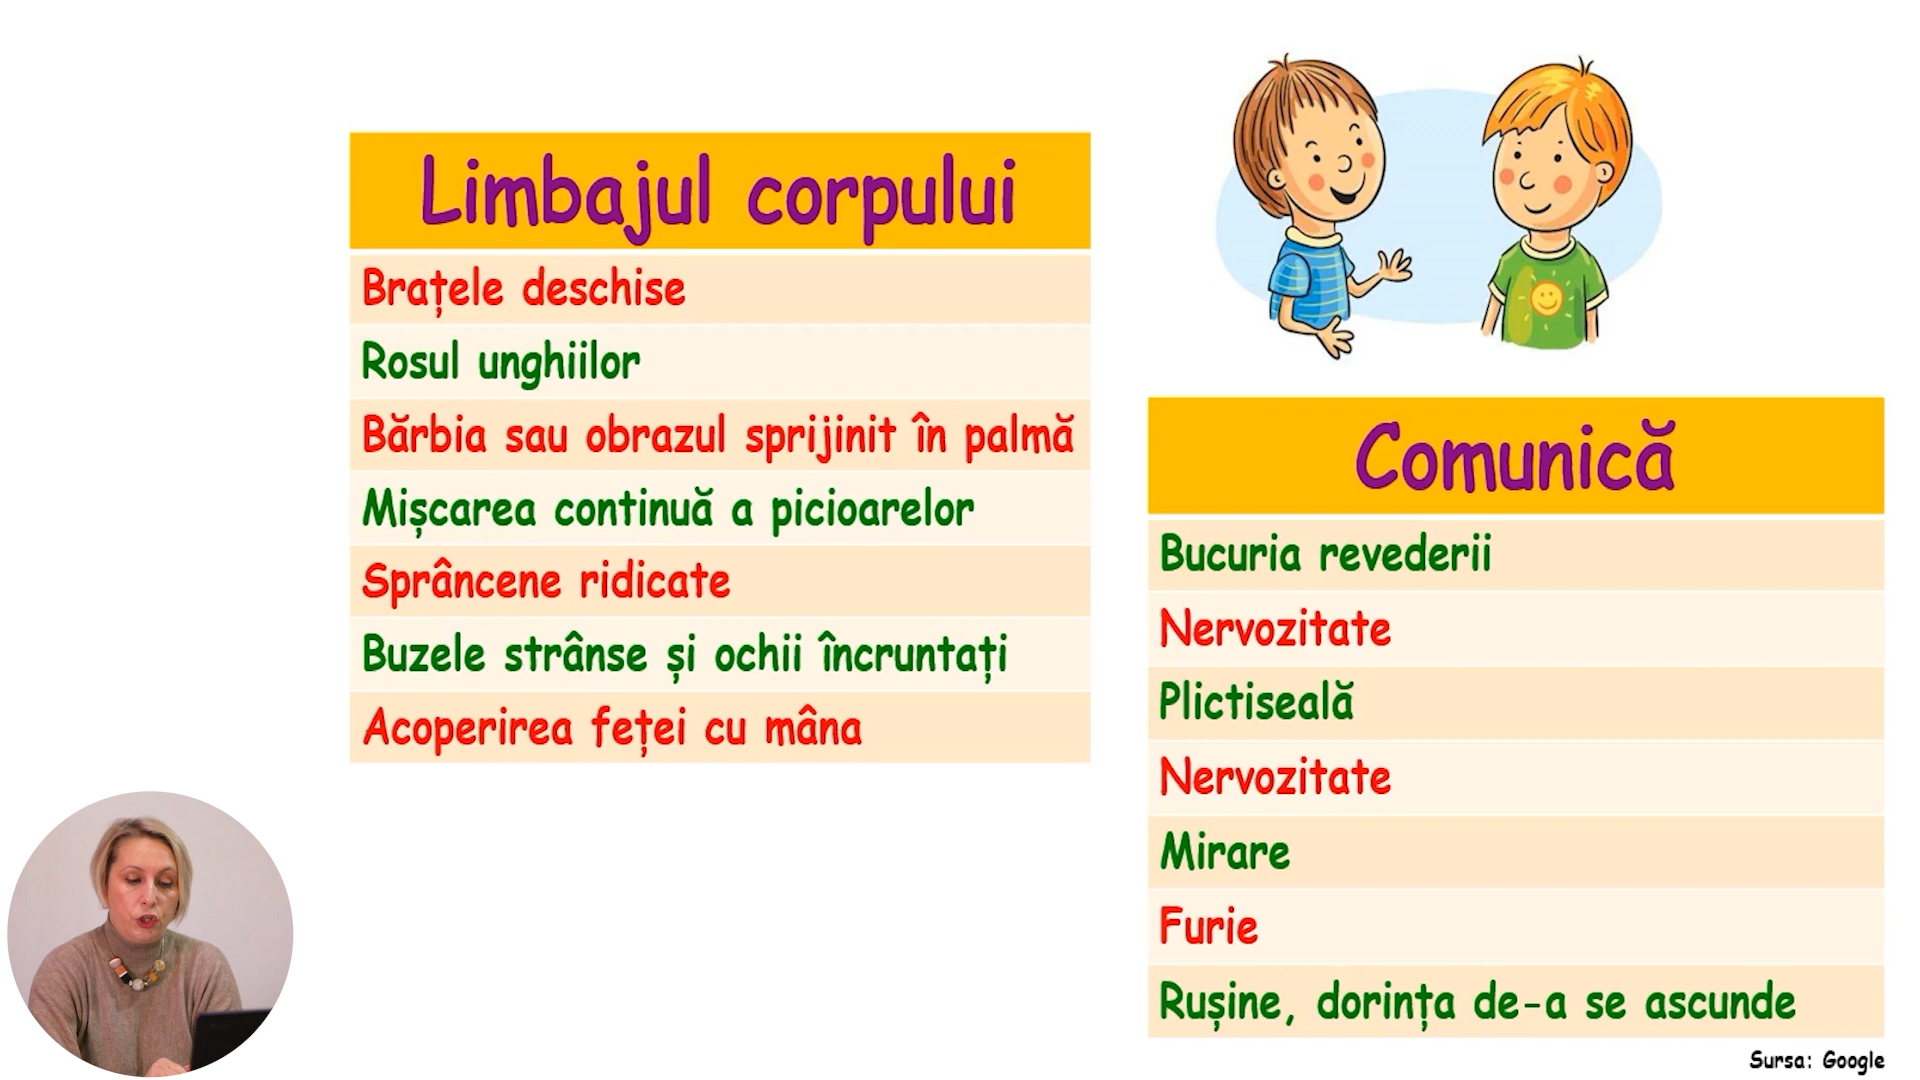 Limbajul corpului
Brațele deschise
Rosul unghiilor
Bărbia sau obrazul sprijinit în palmă
Mișcarea continuă a picioarelor
Sprâncene ridicate
Buzele strânse și ochii încruntați
Acoperirea feței cu mâna
Comunică
Bucuria revederii
Nervozitate
Plictiseală
Nervozitate
Mirare
Furie
Rușine, dorința de-a se ascunde
Sursa: Google